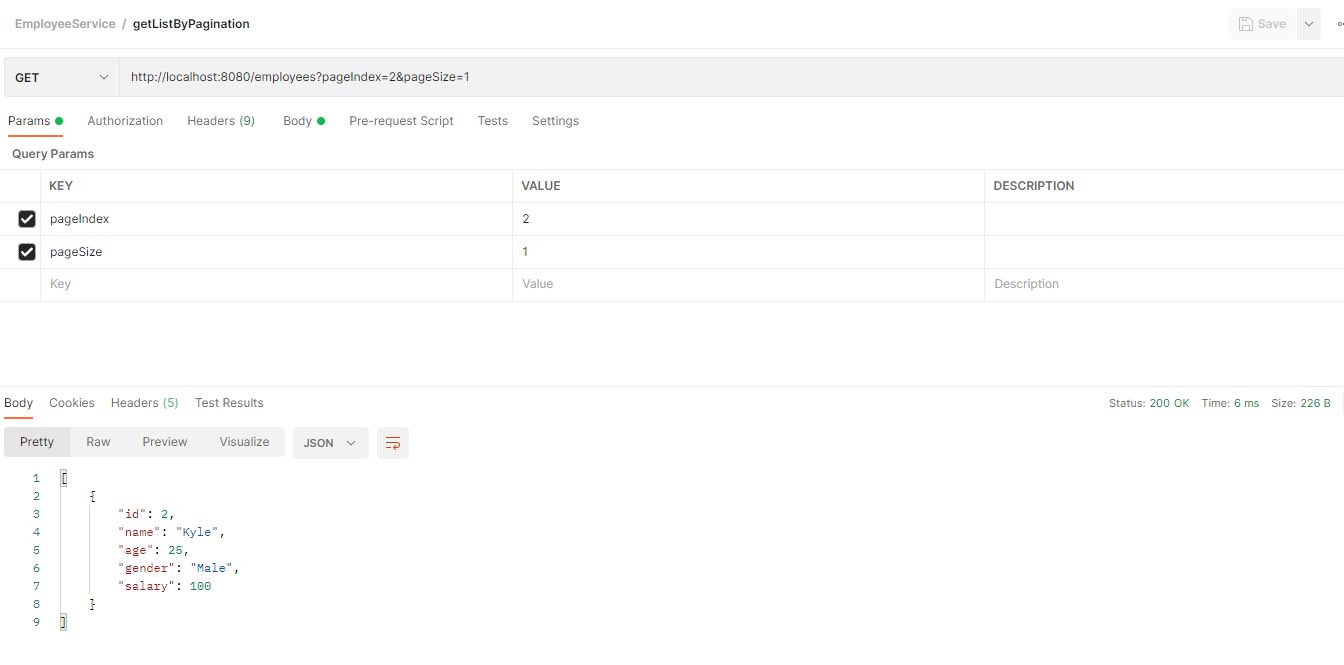 EmployeeService / getListByPagination
Save
GET http://localhost:8080/employees?pageIndex=2&pageSize=1
Params Authorization Headers (9) Body Pre-request Script Tests Settings
Query Params
KEY VALUE DESCRIPTION
pageIndex 2
pageSize 1
Key Value Description
Body Cookies Headers (5) Test Results Status: 200 OK Time: 6 ms Size: 226 B
Pretty Raw Preview Visualize JSON
1 [
2 {
3 "id": 2,
4 "name": "Kyle",
5 "age": 25,
6 "gender": "Male",
7 "salary": 100
8 }
9 ]